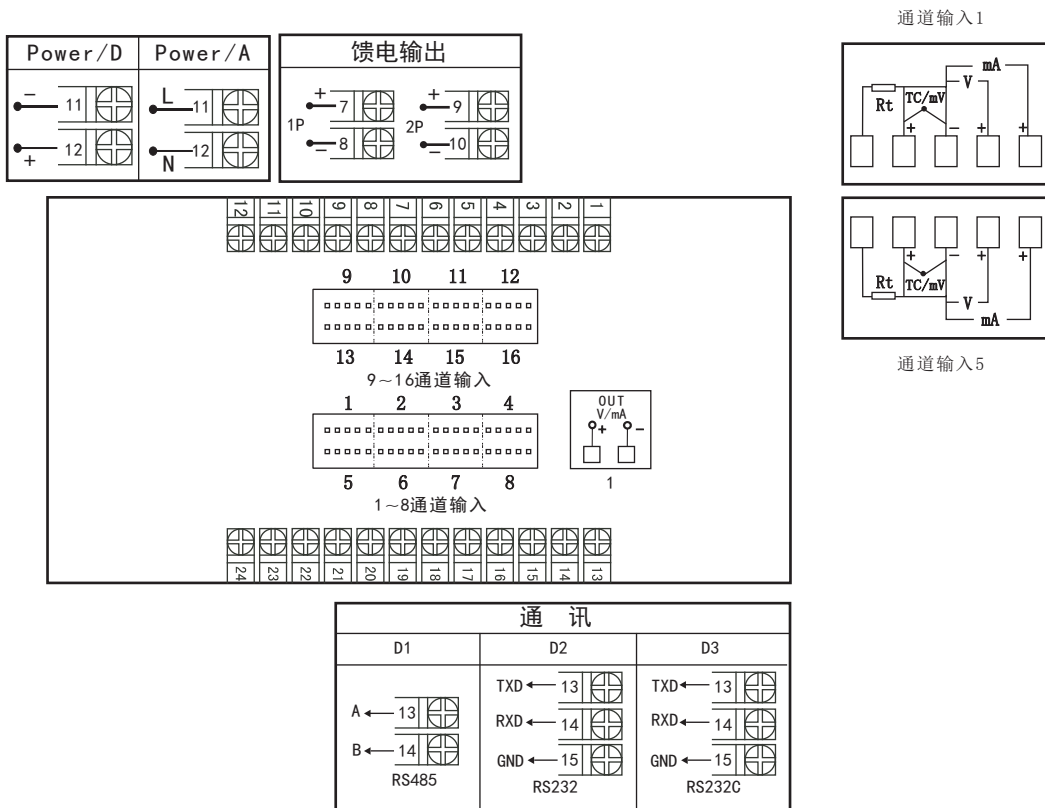 通道输入1
Power/D Power/A
馈电输出
- 11
+ 12
L 11
N 12
1P + 7
- 8
2P + 9
- 10
mA
V
Rt TC/mV
+ - + +
+ - + +
Rt TC/mV
V
mA
通道输入5
12 11 10 9 8 7 6 5 4 3 2 1
9 10 11 12
13 14 15 16
9~16通道输入
1 2 3 4
5 6 7 8
1~8通道输入
OUT
V/mA
+ -
1
24 23 22 21 20 19 18 17 16 15 14 13
通 讯
D1 D2 D3
A 13
B 14
RS485
TXD 13
RXD 14
GND 15
RS232
TXD 13
RXD 14
GND 15
RS232C